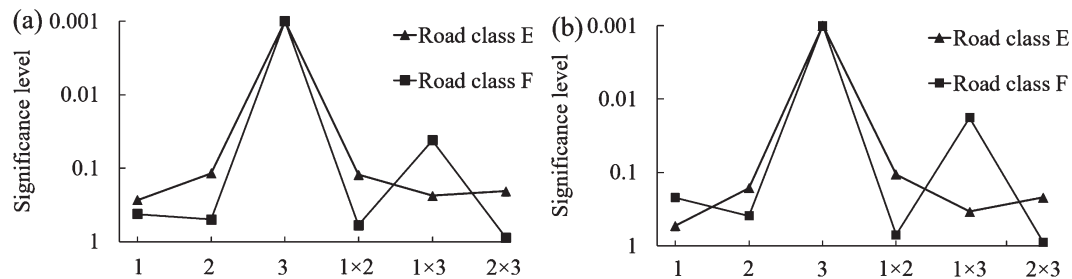 (a)
Significance level
0.001
0.01
0.1
1
Road class E
Road class F
1 2 3 1×2 1×3 2×3
(b)
Significance level
0.001
0.01
0.1
1
Road class E
Road class F
1 2 3 1×2 1×3 2×3